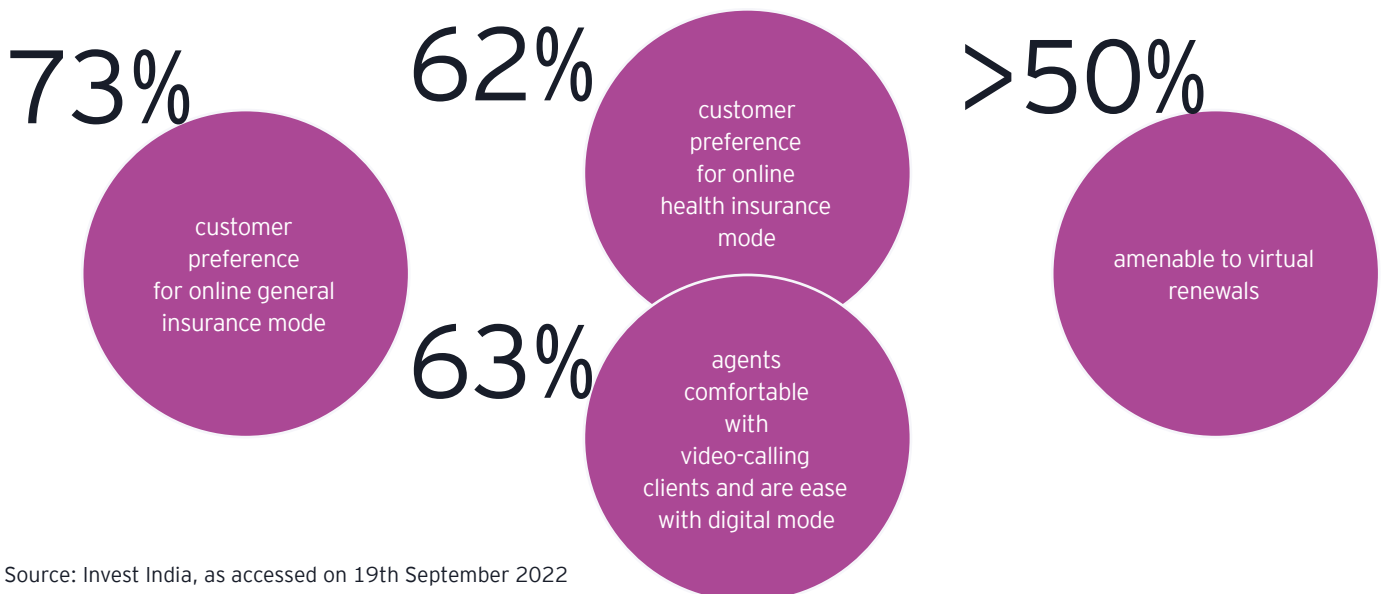 73%
customer
preference
for online general
insurance mode
62%
customer
preference
for online
health insurance
mode
63%
agents
comfortable
with
video-calling
clients and are ease
with digital mode
>50%
amenable to virtual
renewals
Source: Invest India, as accessed on 19th September 2022